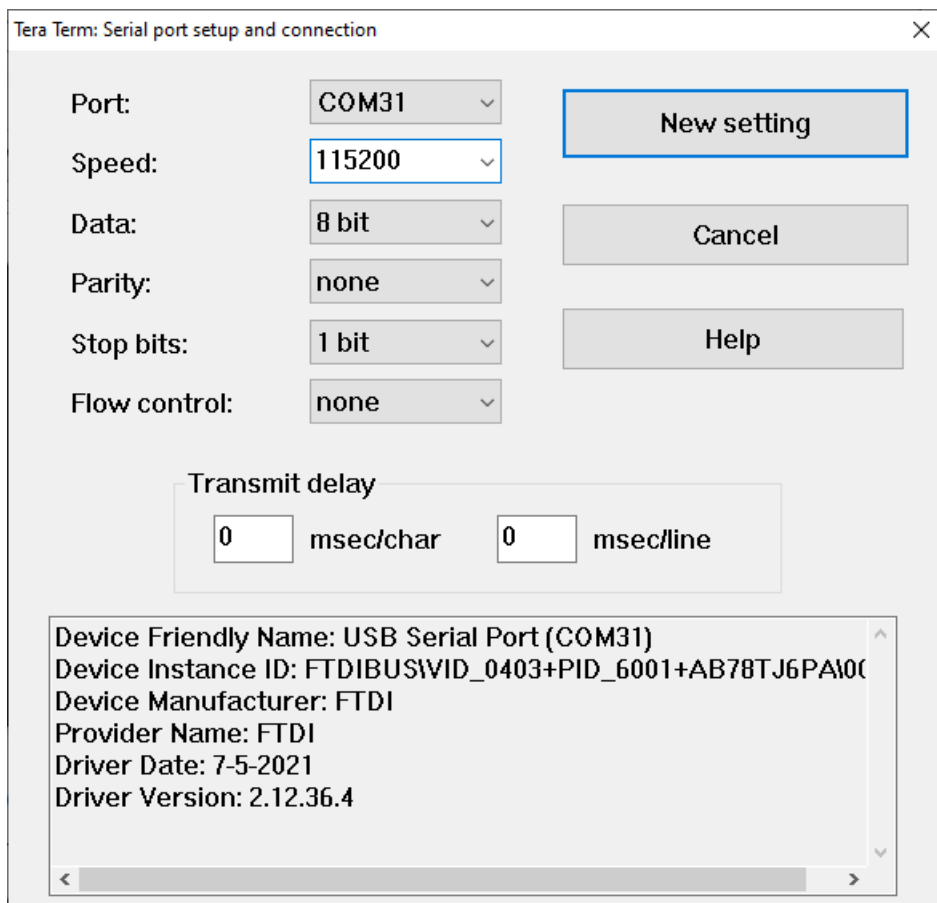 Tera Term: Serial port setup and connection
Port: COM31 New setting
Speed: 115200
Data: 8 bit Cancel
Parity: none
Stop bits: 1 bit Help
Flow control: none
Transmit delay
0 msec/char 0 msec/line
Device Friendly Name: USB Serial Port (COM31)
Device Instance ID: FTDIBUS\VID_0403+PID_6001+AB78TJ6PA\00
Device Manufacturer: FTDI
Provider Name: FTDI
Driver Date: 7-5-2021
Driver Version: 2.12.36.4